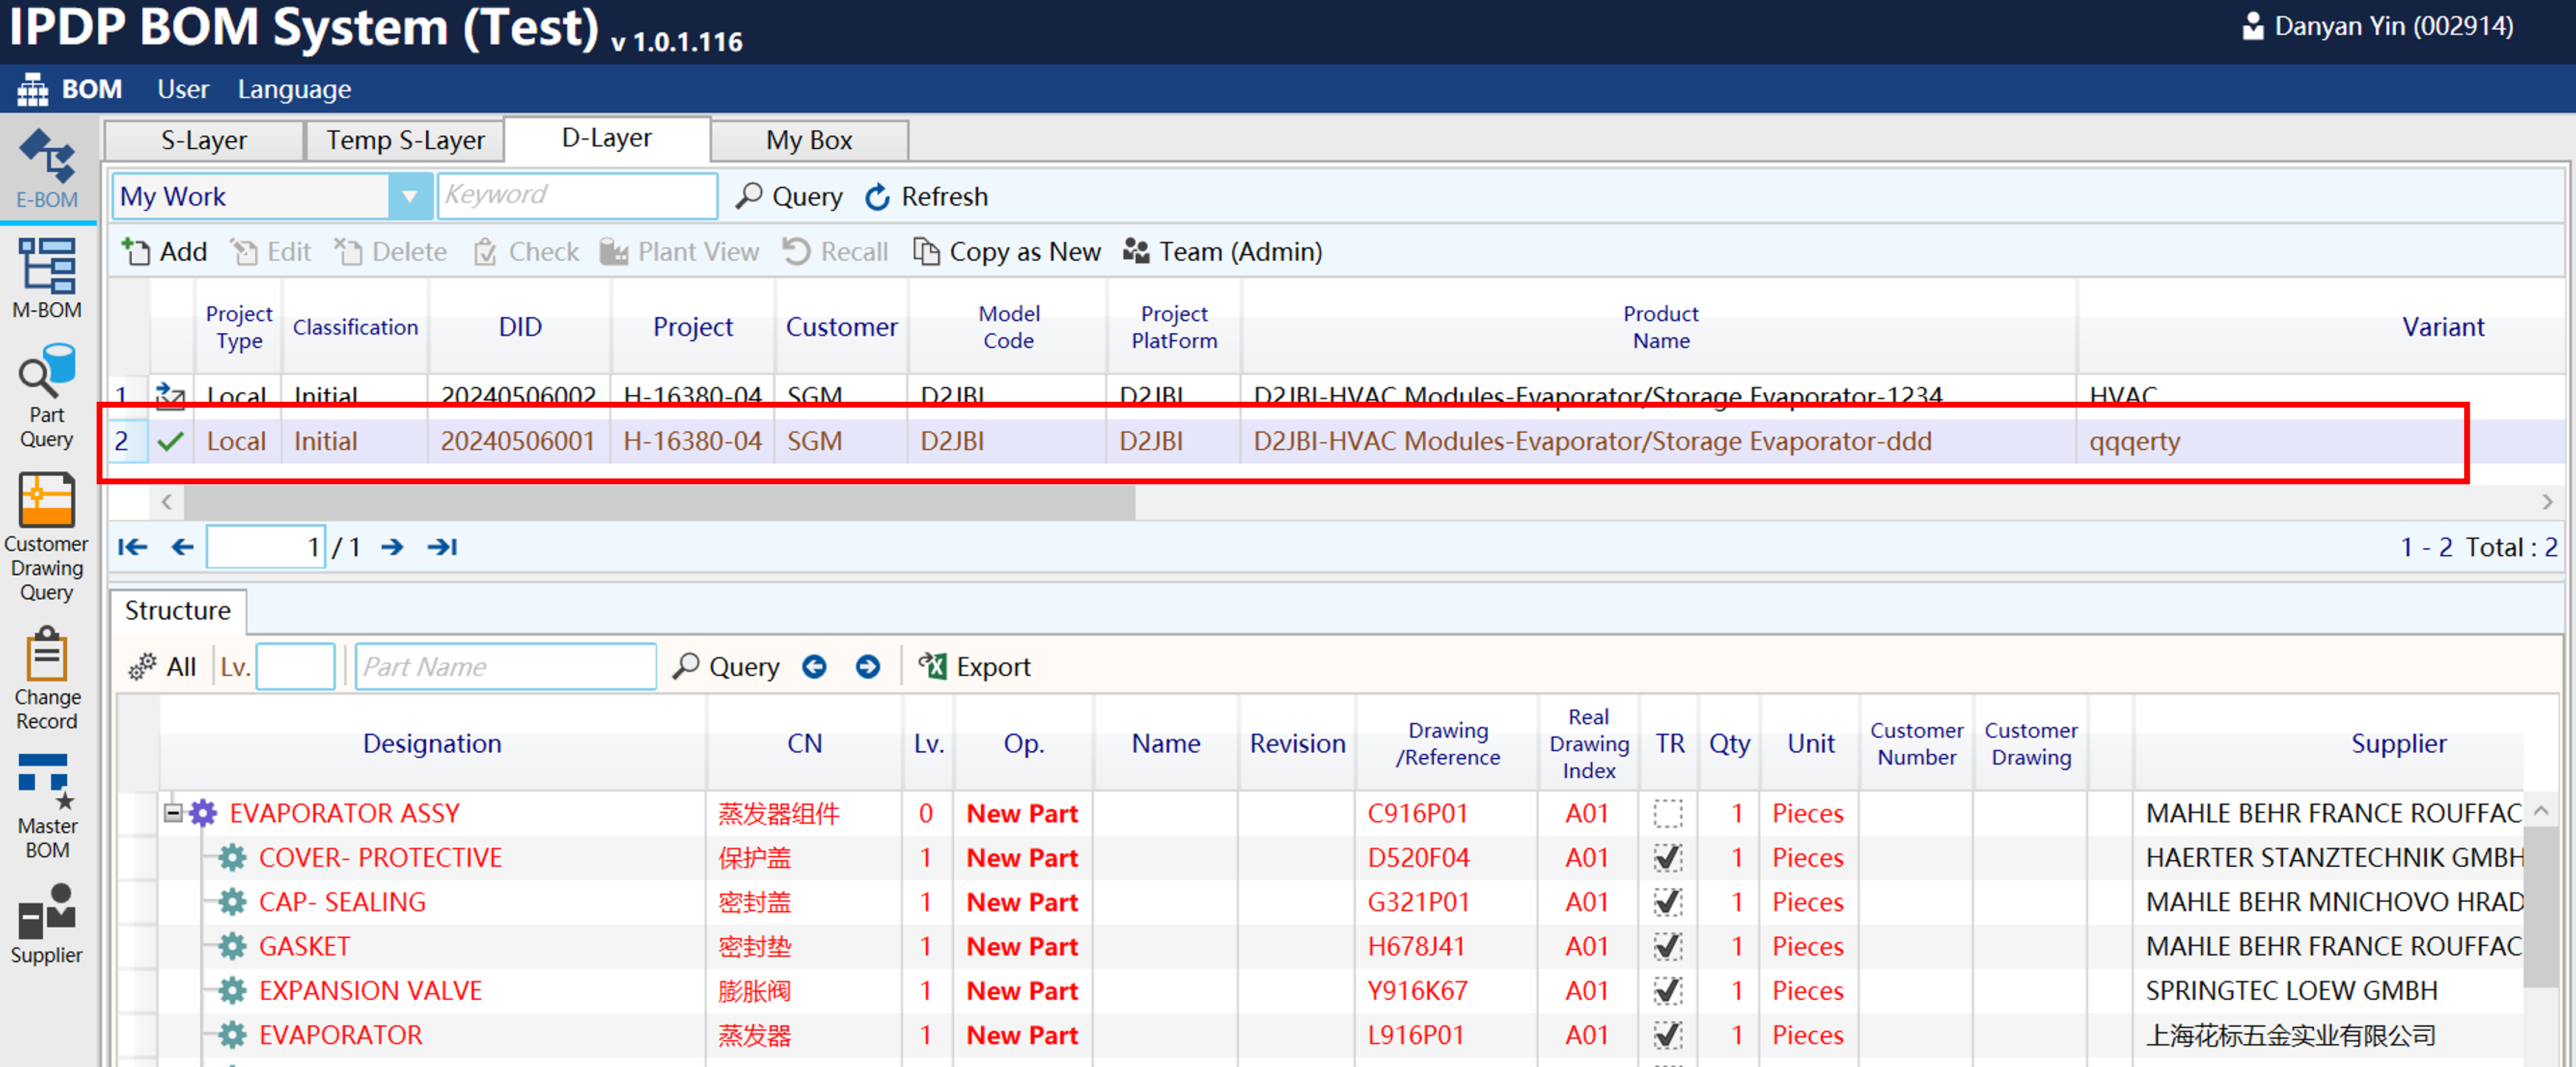 IPDP BOM System (Test) v 1.0.1.116
Danyan Yin (002914)
BOM User Language
E-BOM
M-BOM
Part
Query
Customer
Drawing
Query
Change
Record
Master
BOM
Supplier
S-Layer Temp S-Layer D-Layer My Box
My Work Keyword Query Refresh
Add Edit Delete Check Plant View Recall Copy as New Team (Admin)
Project Type Classification DID Project Customer Model Code Project PlatForm Product Name Variant
1 Local Initial 20240506002 H-16380-04 SGM D2JBI D2JBI D2JBI-HVAC Modules-Evaporator/Storage Evaporator-1234 HVAC
2 Local Initial 20240506001 H-16380-04 SGM D2JBI D2JBI D2JBI-HVAC Modules-Evaporator/Storage Evaporator-ddd qqqerty
1 / 1 1 - 2 Total : 2
Structure
All Lv. Part Name Query Export
Designation CN Lv. Op. Name Revision Drawing /Reference Real Drawing Index TR Qty Unit Customer Number Customer Drawing Supplier
EVAPORATOR ASSY 蒸发器组件 0 New Part C916P01 A01 1 Pieces MAHLE BEHR FRANCE ROUFFAC
COVER- PROTECTIVE 保护盖 1 New Part D520F04 A01 1 Pieces HAERTER STANZTECHNIK GMBH
CAP- SEALING 密封盖 1 New Part G321P01 A01 1 Pieces MAHLE BEHR MNICHOVO HRAD
GASKET 密封垫 1 New Part H678J41 A01 1 Pieces MAHLE BEHR FRANCE ROUFFAC
EXPANSION VALVE 膨胀阀 1 New Part Y916K67 A01 1 Pieces SPRINGTEC LOEW GMBH
EVAPORATOR 蒸发器 1 New Part L916P01 A01 1 Pieces 上海花标五金实业有限公司